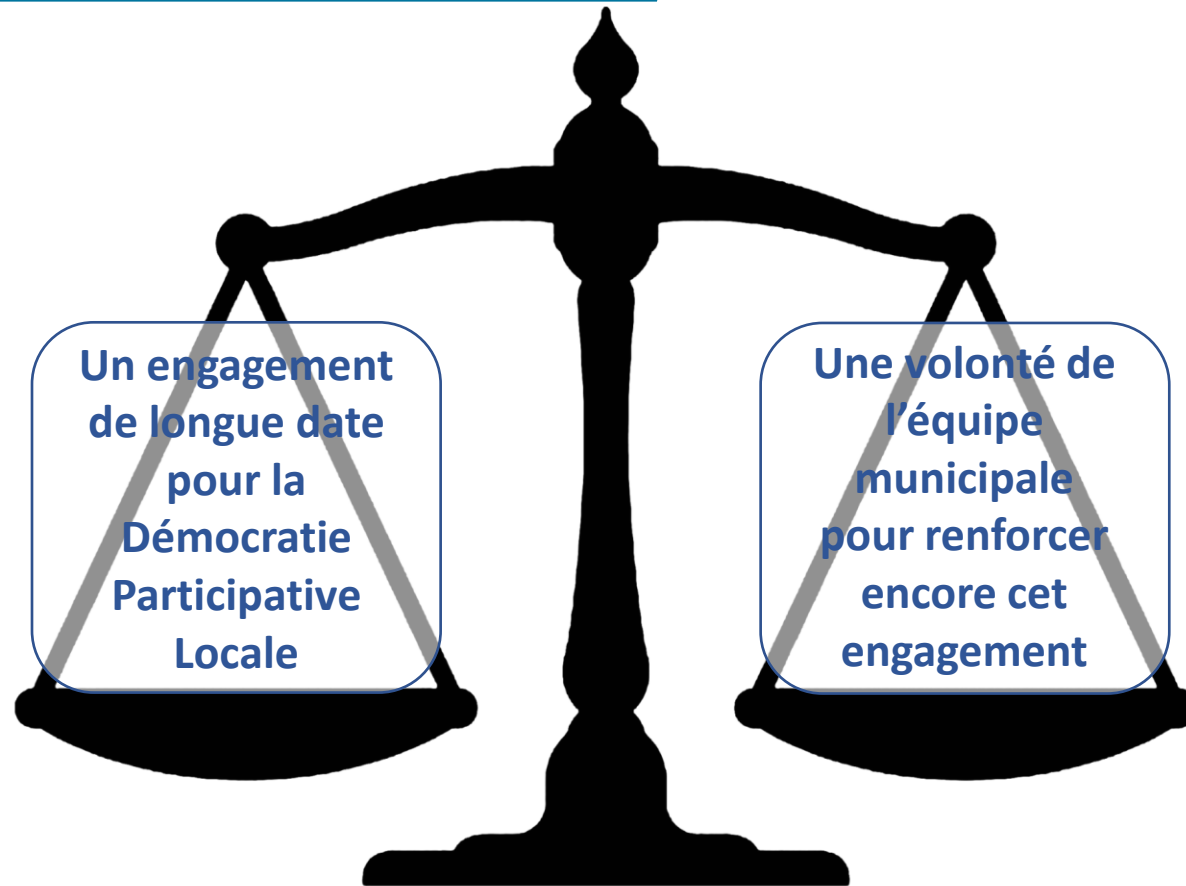 Un engagement
de longue date
pour la
Démocratie
Participative
Locale
Une volonté de
l’équipe
municipale
pour renforcer
encore cet
engagement